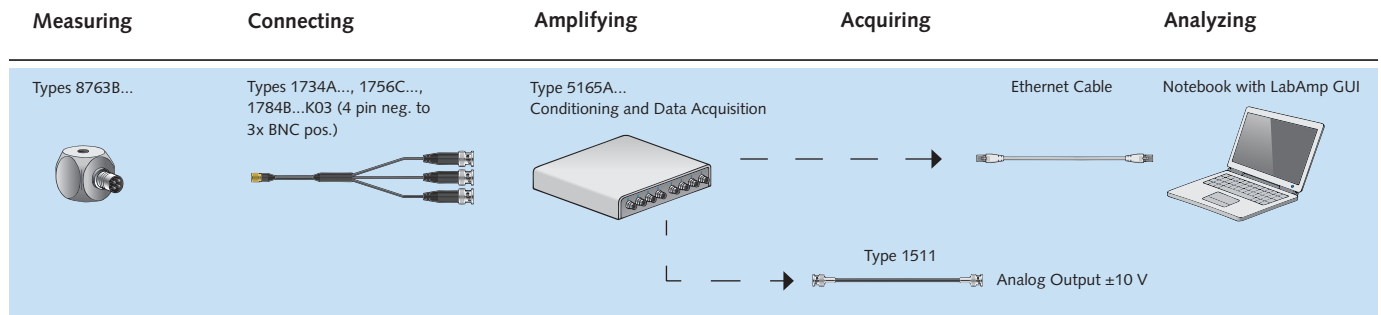 Measuring
Connecting
Amplifying
Acquiring
Analyzing
Types 8763B...
Types 1734A..., 1756C...,
1784B...K03 (4 pin neg. to
3x BNC pos.)
Type 5165A...
Conditioning and Data Acquisition
Ethernet Cable
Notebook with LabAmp GUI
Type 1511
Analog Output ±10 V